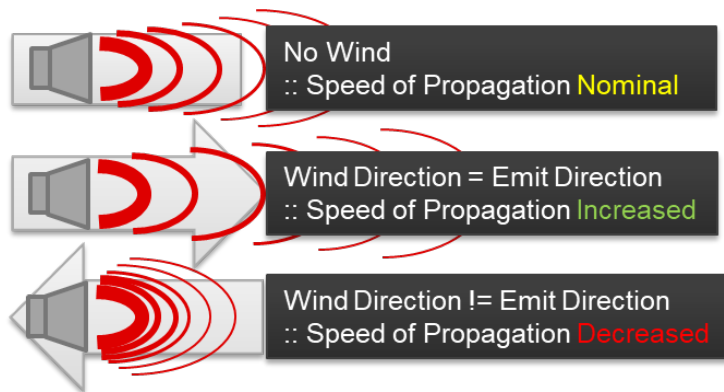 No Wind
:: Speed of Propagation Nominal
Wind Direction = Emit Direction
:: Speed of Propagation Increased
Wind Direction != Emit Direction
:: Speed of Propagation Decreased